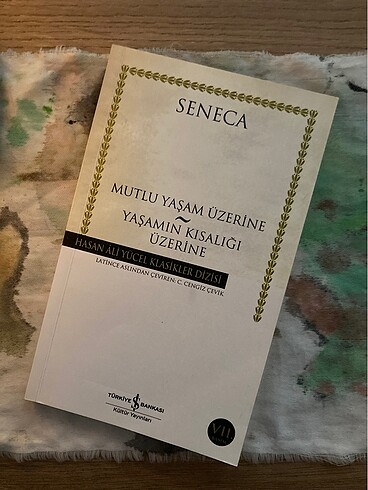 SENECA
MUTLU YAŞAM ÜZERİNE
~
YAŞAMIN KISALIĞI
ÜZERİNE
HASAN ÂLİ YÜCEL KLASİKLER DİZİSİ
LATİNCE ASLINDAN ÇEVİREN: C. CENGİZ ÇEVİK
TÜRKİYE İŞ BANKASI
Kültür Yayınları
VII